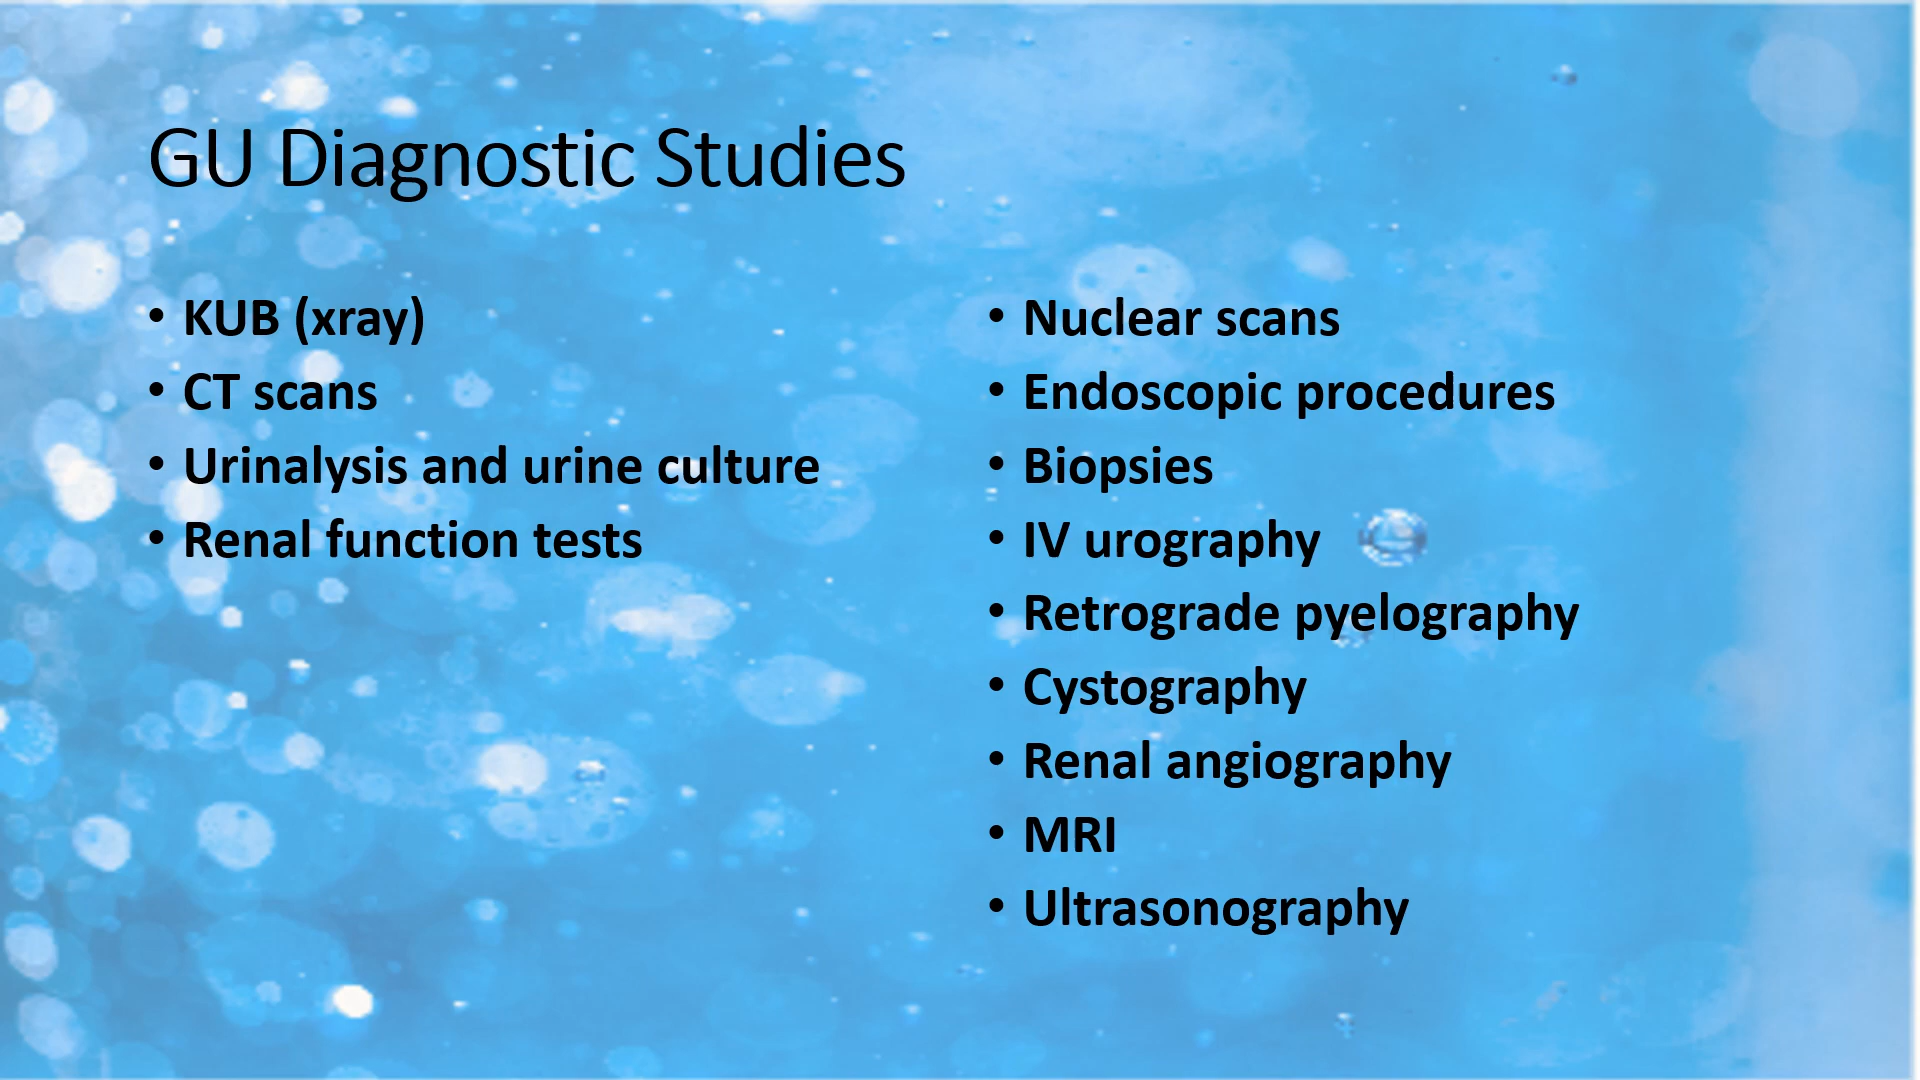 GU Diagnostic Studies
• KUB (xray)
• CT scans
• Urinalysis and urine culture
• Renal function tests
• Nuclear scans
• Endoscopic procedures
• Biopsies
• IV urography
• Retrograde pyelography
• Cystography
• Renal angiography
• MRI
• Ultrasonography